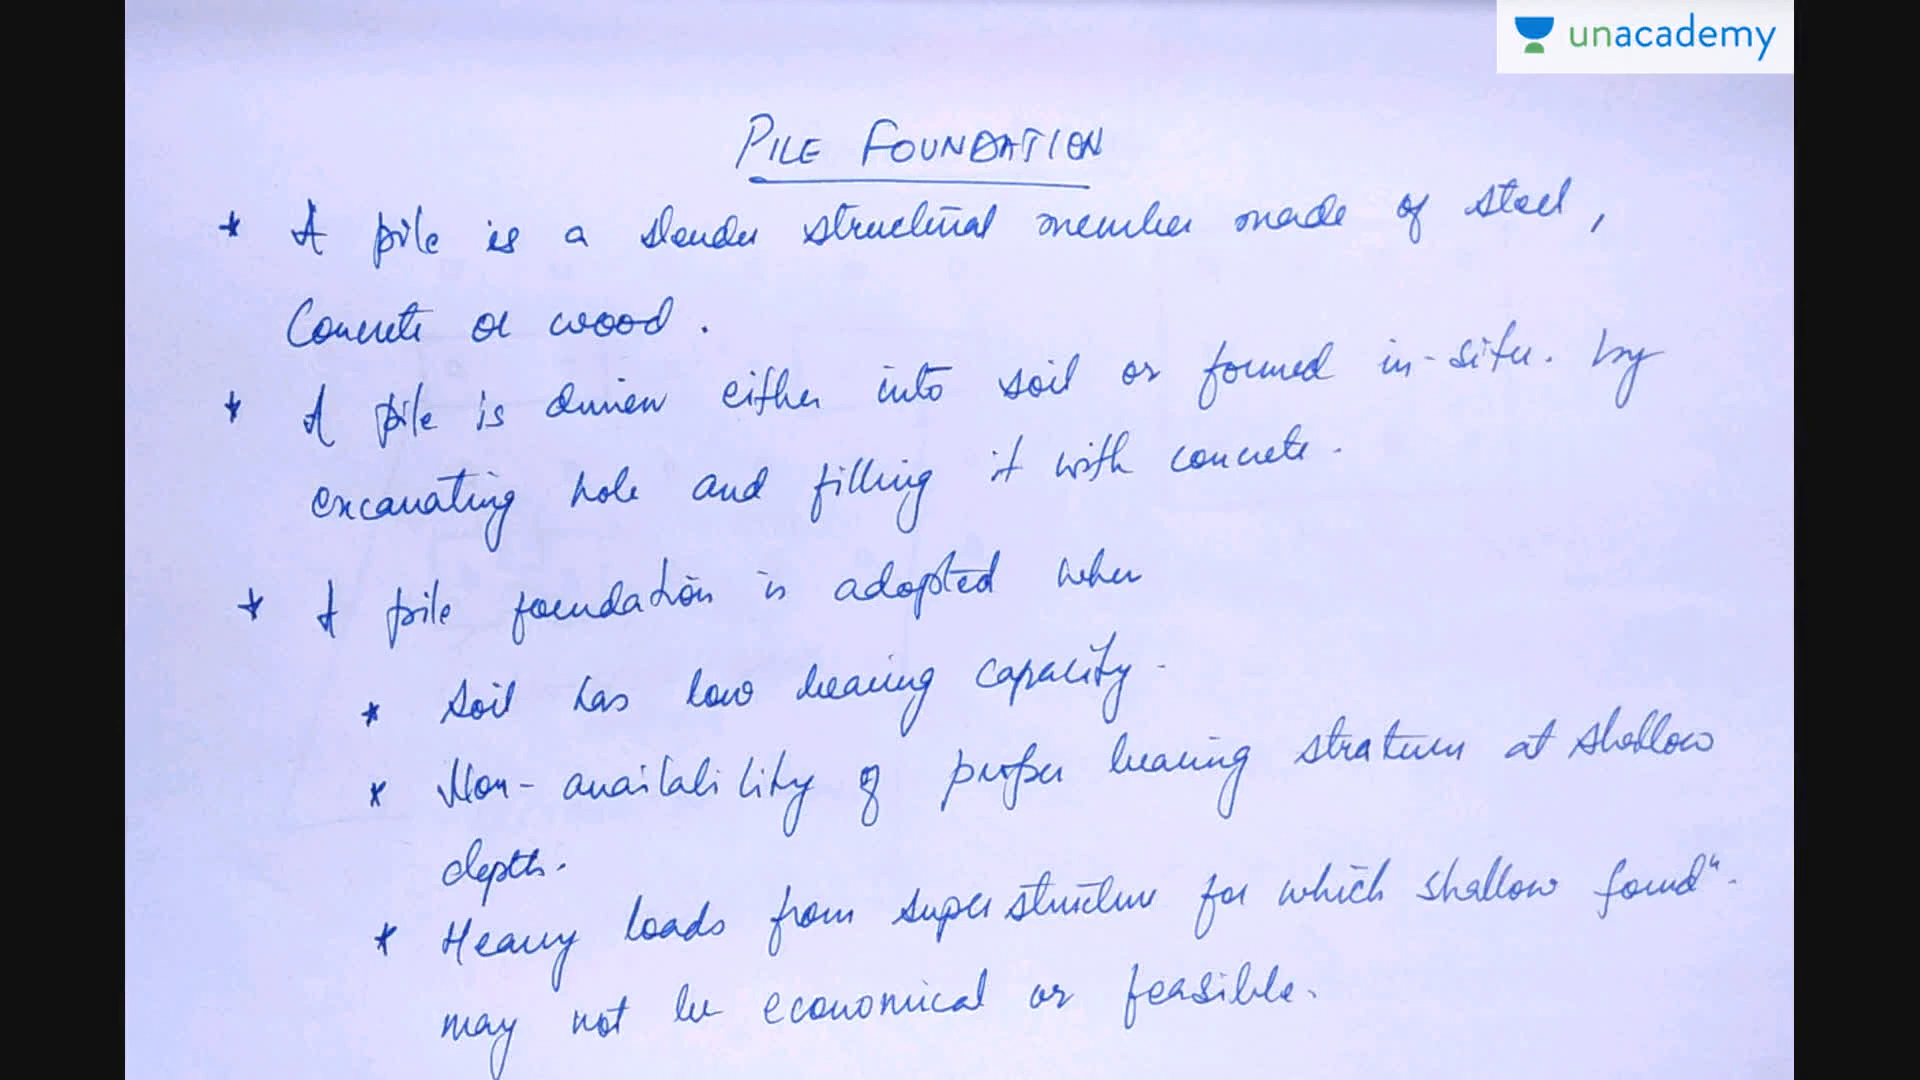 unacademy
PILE FOUNDATION
* A pile is a slender structural member made of steel,
Concrete or wood.
* A pile is driven either into soil or formed in-situ. by
excavating hole and filling it with concrete.
* A pile foundation is adopted when
* Soil has low bearing capacity.
* Non-availability of proper bearing stratum at shallow
depth.
* Heavy loads from superstructure for which shallow foundn.
may not be economical or feasible.